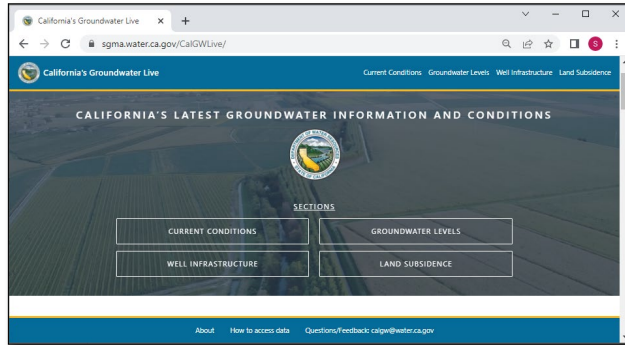 California's Groundwater Live
sgma.water.ca.gov/CalGWLive/
S
California's Groundwater Live
Current Conditions Groundwater Levels Well Infrastructure Land Subsidence
CALIFORNIA'S LATEST GROUNDWATER INFORMATION AND CONDITIONS
SECTIONS
CURRENT CONDITIONS GROUNDWATER LEVELS
WELL INFRASTRUCTURE LAND SUBSIDENCE
About How to access data Questions/Feedback: calgw@water.ca.gov